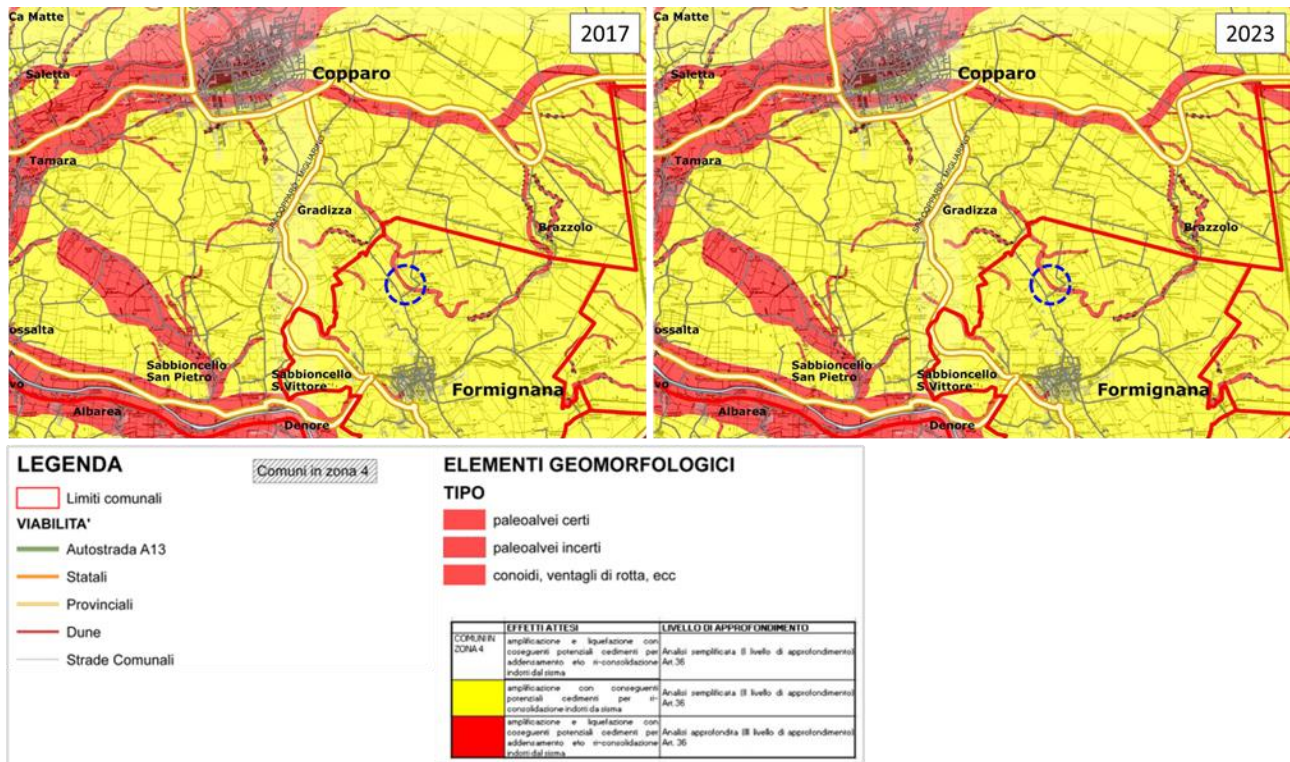 2017
Ca Matte
Saletta
Copparo
Tamara
Gradizza
Brazzolo
ossalta
Sabbioncello
San Pietro
Sabbioncello
S.Vittore
Formignana
vo
Albarea
Denore
2023
Ca Matte
Saletta
Copparo
Tamara
Gradizza
Brazzolo
ossalta
Sabbioncello
San Pietro
Sabbioncello
S.Vittore
Formignana
vo
Albarea
Denore
LEGENDA
Comuni in zona 4
Limiti comunali
VIABILITA'
Autostrada A13
Statali
Provinciali
Dune
Strade Comunali
ELEMENTI GEOMORFOLOGICI
TIPO
paleoalvei certi
paleoalvei incerti
conoidi, ventagli di rotta, ecc
EFFETTI ATTESI
LIVELLO DI APPROFONDIMENTO
COMUNI IN
ZONA 4
amplificazione e liquefazione con
coseguenti potenziali cedimenti per
addensamento eto ri-consolidazione
indotti dal sisma
Analisi semplificata (I livello di approfondimento)
Art.36
amplificazione con conseguenti
potenziali cedimenti per ri-
consolidazione indotti da sisma
Analisi semplificata (II livello di approfondimento)
Art.36
amplificazione e liquefazione con
coseguenti potenziali cedimenti per
addensamento eto ri-consolidazione
indotti dal sisma
Analisi approfondita (III livello di approfondimento)
Art. 36